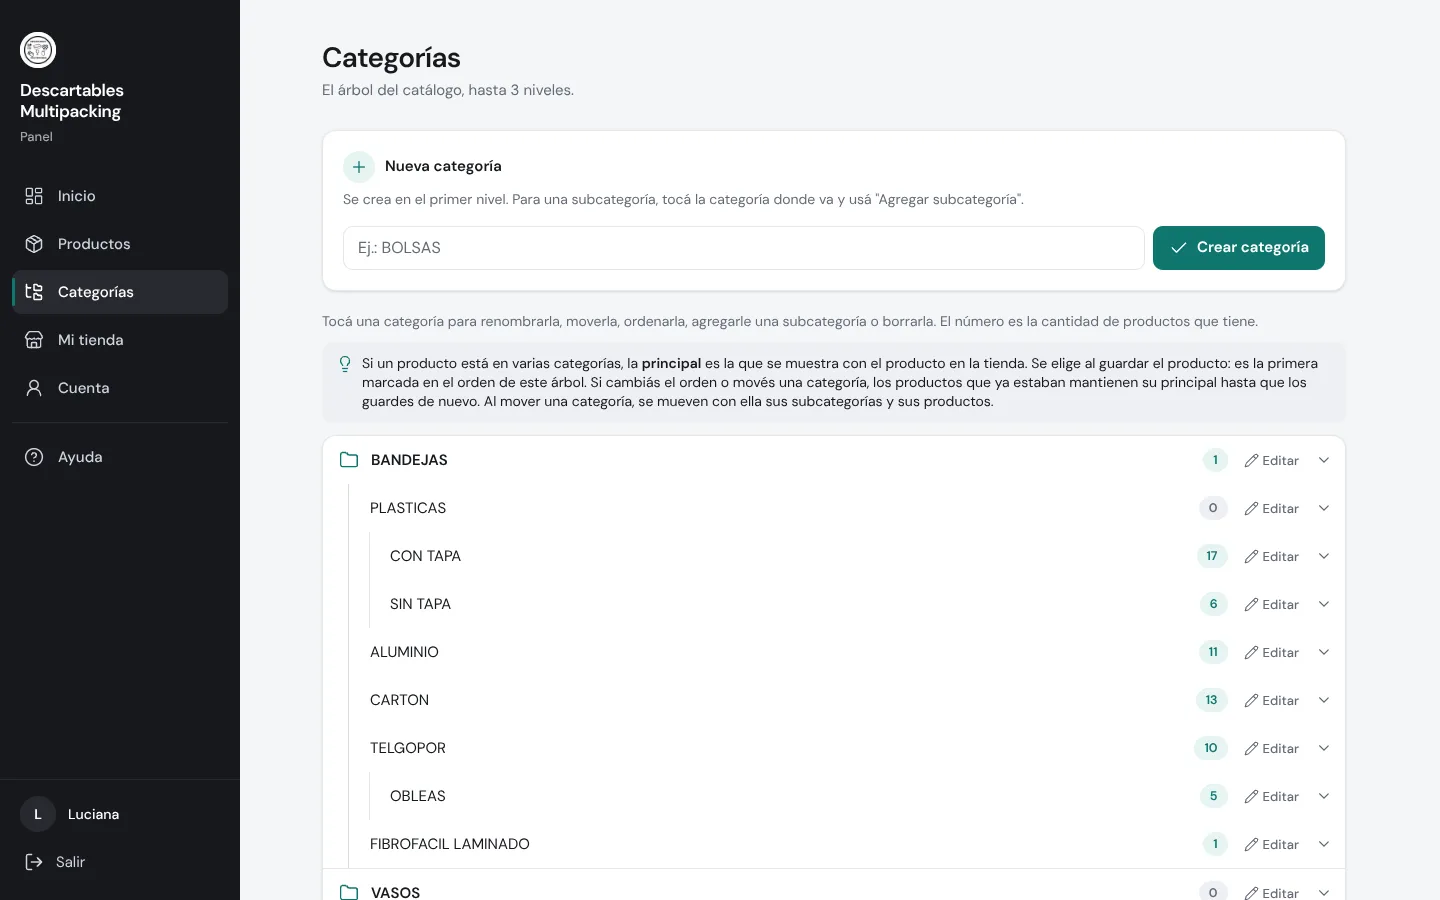 Descartables
Multipacking
Panel
Inicio
Productos
Categorías
Mi tienda
Cuenta
Ayuda
L
Luciana
Salir
Categorías
El árbol del catálogo, hasta 3 niveles.
Nueva categoría
Se crea en el primer nivel. Para una subcategoría, tocá la categoría donde va y usá "Agregar subcategoría".
Ej.: BOLSAS
Crear categoría
Tocá una categoría para renombrarla, moverla, ordenarla, agregarle una subcategoría o borrarla. El número es la cantidad de productos que tiene.
Si un producto está en varias categorías, la principal es la que se muestra con el producto en la tienda. Se elige al guardar el producto: es la primera
marcada en el orden de este árbol. Si cambiás el orden o movés una categoría, los productos que ya estaban mantienen su principal hasta que los
guardes de nuevo. Al mover una categoría, se mueven con ella sus subcategorías y sus productos.
BANDEJAS 1 Editar
PLASTICAS 0 Editar
CON TAPA 17 Editar
SIN TAPA 6 Editar
ALUMINIO 11 Editar
CARTON 13 Editar
TELGOPOR 10 Editar
OBLEAS 5 Editar
FIBROFACIL LAMINADO 1 Editar
VASOS 0 Editar